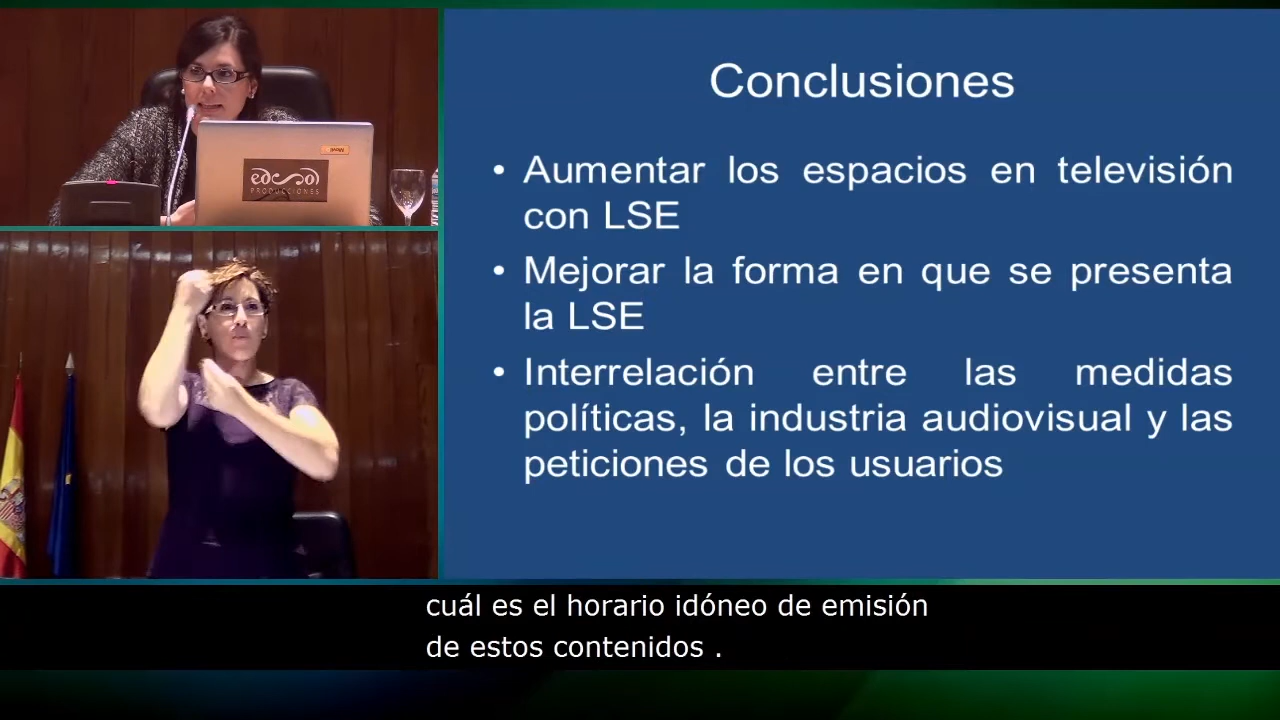 EDSOL
PRODUCCIONES
Conclusiones
• Aumentar los espacios en televisión
con LSE
• Mejorar la forma en que se presenta
la LSE
• Interrelación entre las medidas
políticas, la industria audiovisual y las
peticiones de los usuarios
cuál es el horario idóneo de emisión
de estos contenidos .